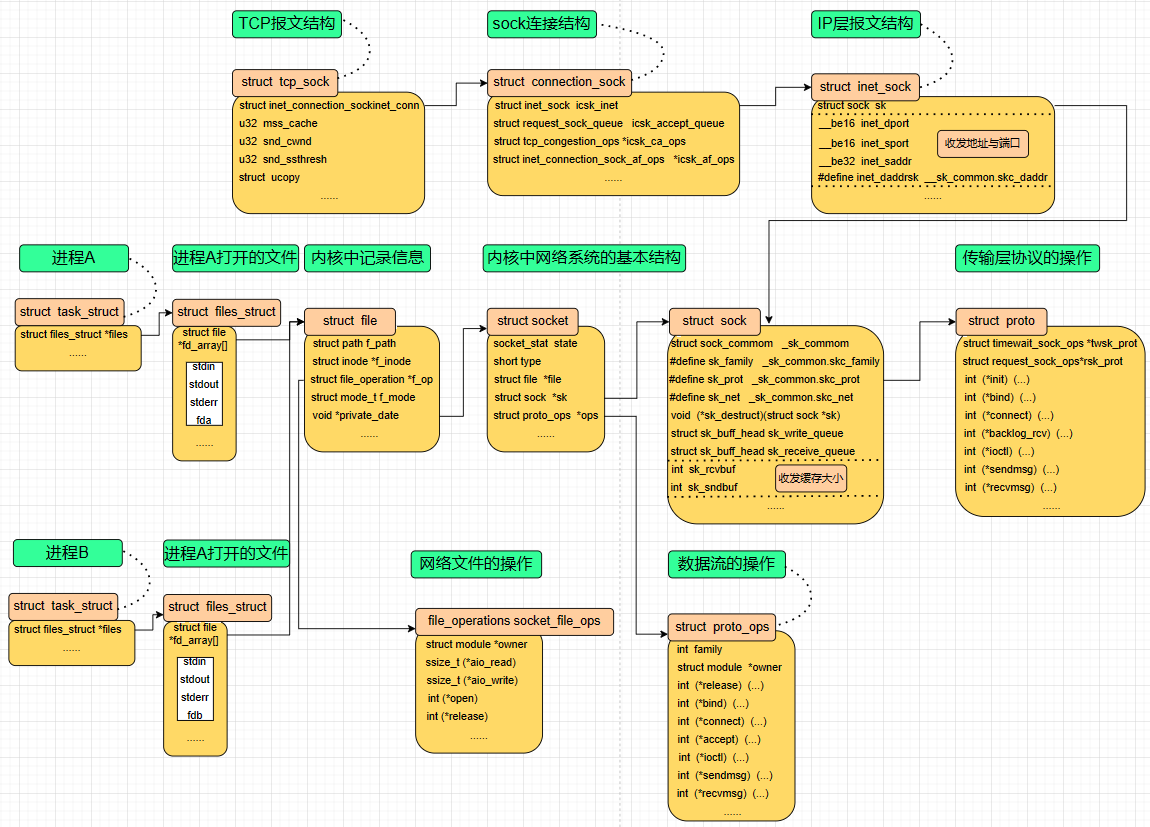 TCP报文结构
struct tcp_sock
struct inet_connection_sockinet_conn
u32 mss_cache
u32 snd_cwnd
u32 snd_ssthresh
struct ucopy
......
sock连接结构
struct connection_sock
struct inet_sock icsk_inet
struct request_sock_queue icsk_accept_queue
struct tcp_congestion_ops *icsk_ca_ops
struct inet_connection_sock_af_ops *icsk_af_ops
......
IP层报文结构
struct inet_sock
struct sock sk
__be16 inet_dport
__be16 inet_sport
__be32 inet_saddr
#define inet_daddrsk __sk_common.skc_daddr
收发地址与端口
......
进程A
struct task_struct
struct files_struct *files
......
进程A打开的文件
struct files_struct
struct file
*fd_array[]
stdin
stdout
stderr
fda
......
内核中记录信息
struct file
struct path f_path
struct inode *f_inode
struct file_operation *f_op
struct mode_t f_mode
void *private_date
......
内核中网络系统的基本结构
struct socket
socket_stat state
short type
struct file *file
struct sock *sk
struct proto_ops *ops
......
struct sock
struct sock_commom _sk_commom
#define sk_family _sk_common.skc_family
#define sk_prot _sk_common.skc_prot
#define sk_net _sk_common.skc_net
void (*sk_destruct)(struct sock *sk)
struct sk_buff_head sk_write_queue
struct sk_buff_head sk_receive_queue
int sk_rcvbuf
int sk_sndbuf
收发缓存大小
......
传输层协议的操作
struct proto
struct timewait_sock_ops *twsk_prot
struct request_sock_ops*rsk_prot
int (*init) (...)
int (*bind) (...)
int (*connect) (...)
int (*backlog_rcv) (...)
int (*ioctl) (...)
int (*sendmsg) (...)
int (*recvmsg) (...)
......
进程B
struct task_struct
struct files_struct *files
......
进程A打开的文件
struct files_struct
struct file
*fd_array[]
stdin
stdout
stderr
fdb
......
网络文件的操作
file_operations socket_file_ops
struct module *owner
ssize_t (*aio_read)
ssize_t (*aio_write)
int (*open)
int (*release)
......
数据流的操作
struct proto_ops
int family
struct module *owner
int (*release) (...)
int (*bind) (...)
int (*connect) (...)
int (*accept) (...)
int (*ioctl) (...)
int (*sendmsg) (...)
int (*recvmsg) (...)
......